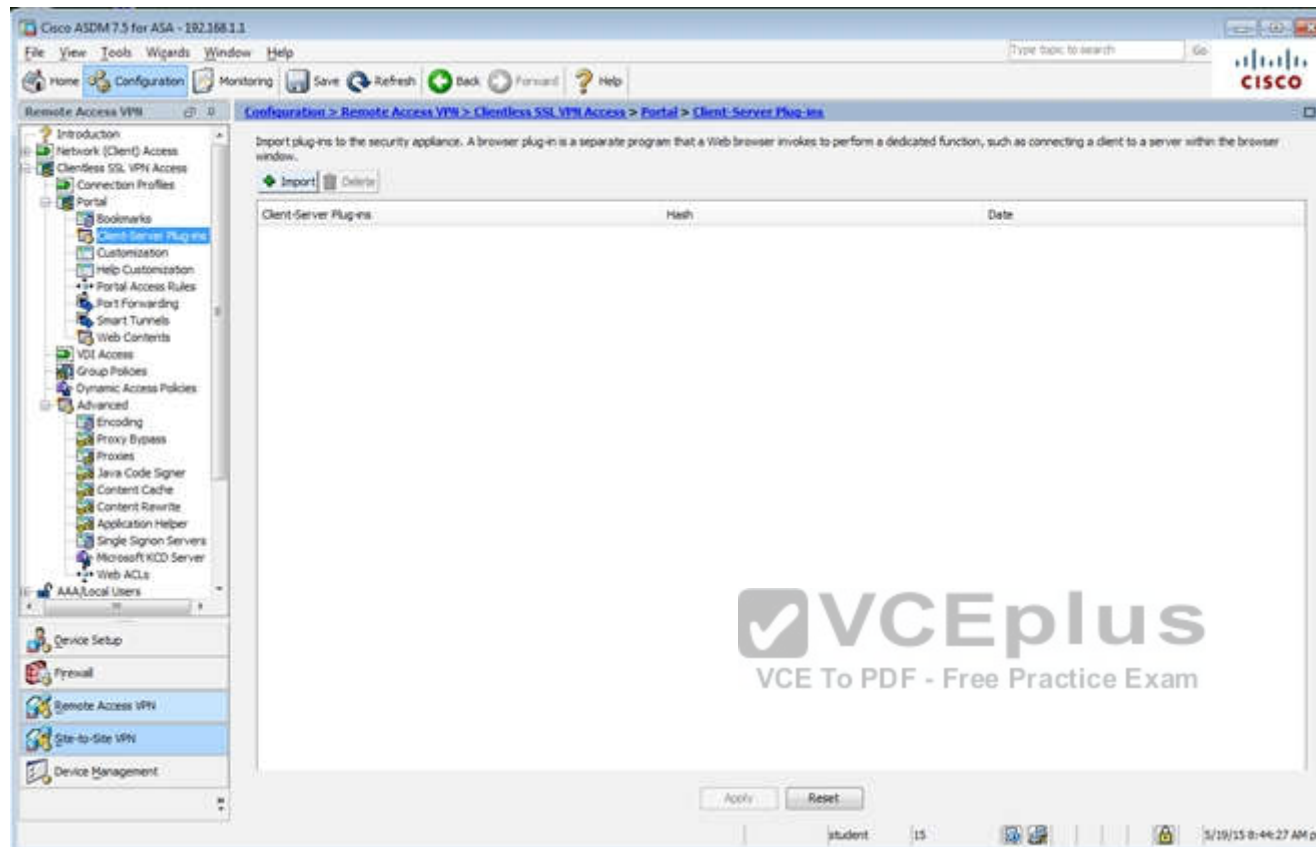 Cisco ASDM 7.5 for ASA - 192.168.1.1
File View Tools Wizards Window Help
Type topic to search Go
Home Configuration Monitoring Save Refresh Back Forward Help
CISCO
Remote Access VPN
Configuration > Remote Access VPN > Clientless SSL VPN Access > Portal > Client-Server Plug-ins
Introduction
Network (Client) Access
Clientless SSL VPN Access
Connection Profiles
Portal
Bookmarks
Client-Server Plug-ins
Customization
Help Customization
Portal Access Rules
Port Forwarding
Smart Tunnels
Web Contents
VDI Access
Group Policies
Dynamic Access Policies
Advanced
Encoding
Proxy Bypass
Proxies
Java Code Signer
Content Cache
Content Rewrite
Application Helper
Single Signon Servers
Microsoft KCD Server
Web ACLs
AAA/Local Users
Device Setup
Firewall
Remote Access VPN
Site-to-Site VPN
Device Management
Import plug-ins to the security appliance. A browser plug-in is a separate program that a Web browser invokes to perform a dedicated function, such as connecting a client to a server within the browser
window.
Import Delete
Client-Server Plug-ins Hash Date
VCEplus
VCE To PDF - Free Practice Exam
Apply Reset
student 15 5/19/15 8:44:27 AM p